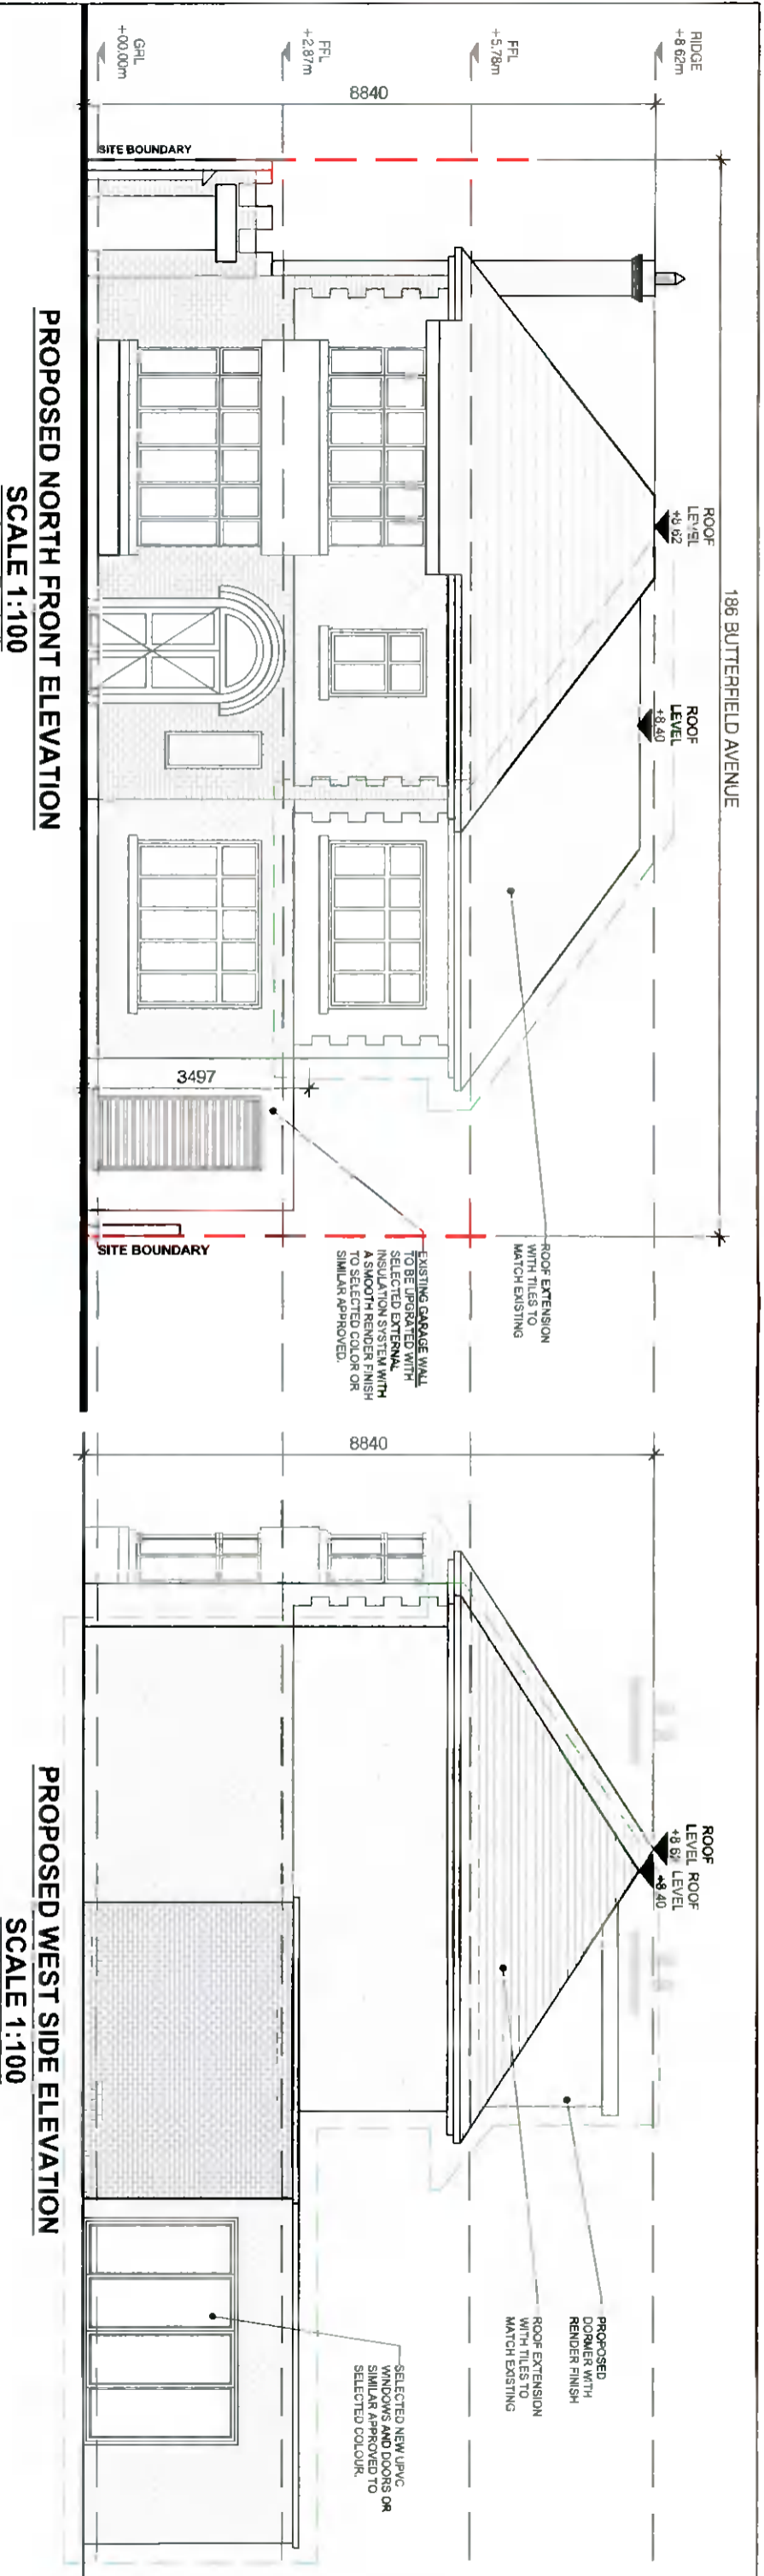 RIDGE
+8.62m
FFL
+5.78m
FFL
+2.87m
GRL
+00.00m
8840
SITE BOUNDARY
186 BUTTERFIELD AVENUE
ROOF
LEVEL
+8.62
ROOF
LEVEL
+8.40
ROOF EXTENSION
WITH TILES TO
MATCH EXISTING
3497
EXISTING GARAGE WALL
TO BE UPGRATED WITH
SELECTED EXTERNAL
INSULATION SYSTEM WITH
A SMOOTH RENDER FINISH
TO SELECTED COLOR OR
SIMILAR APPROVED.
SITE BOUNDARY
PROPOSED NORTH FRONT ELEVATION
SCALE 1:100
8840
ROOF
LEVEL
+8.62
ROOF
LEVEL
+8.40
PROPOSED
DORMER WITH
RENDER FINISH
ROOF EXTENSION
WITH TILES TO
MATCH EXISTING
SELECTED NEW UPVC
WINDOWS AND DOORS OR
SIMILAR APPROVED TO
SELECTED COLOUR.
PROPOSED WEST SIDE ELEVATION
SCALE 1:100